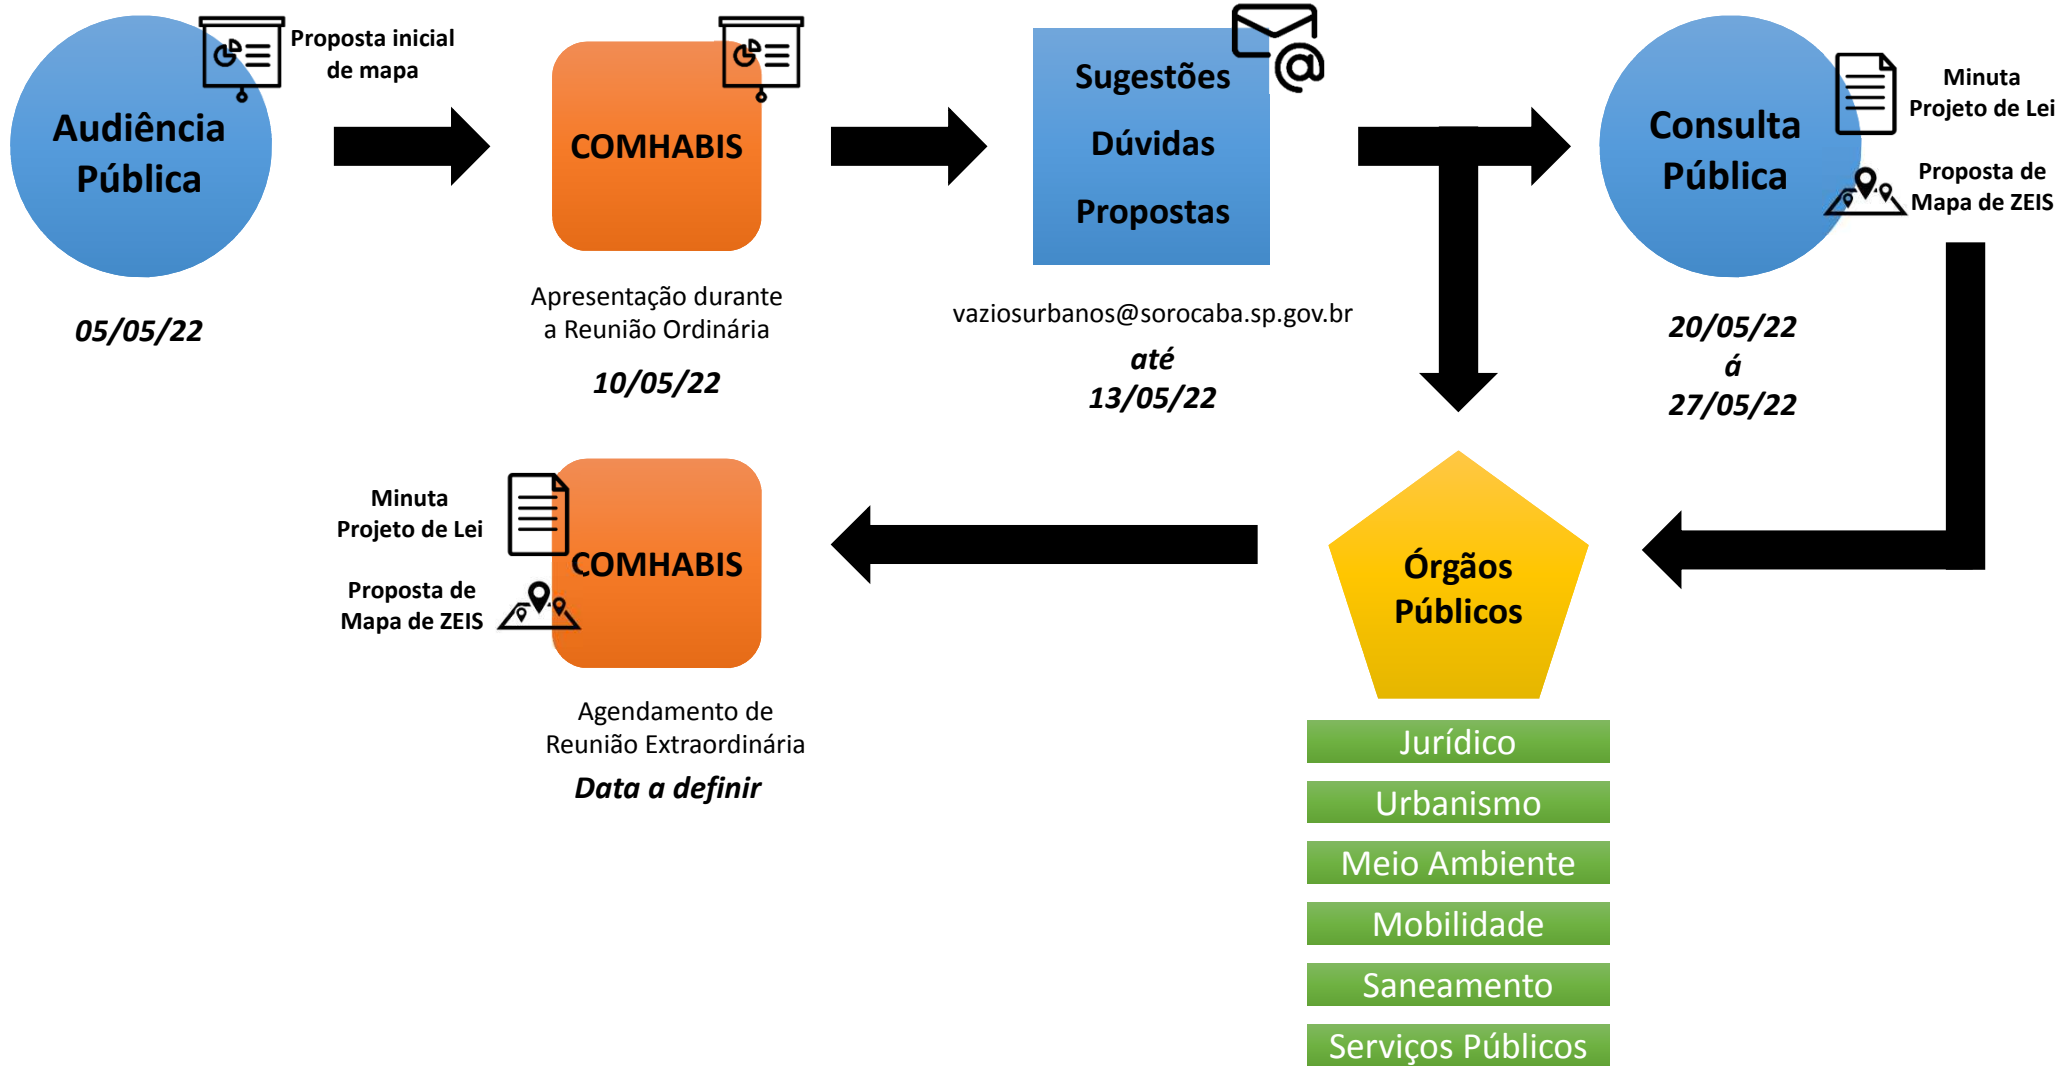 Audiência
Pública
Proposta inicial
de mapa
05/05/22
COMHABIS
Apresentação durante
a Reunião Ordinária
10/05/22
Sugestões
Dúvidas
Propostas
vaziosurbanos@sorocaba.sp.gov.br
até
13/05/22
Consulta
Pública
Minuta
Projeto de Lei
Proposta de
Mapa de ZEIS
20/05/22
á
27/05/22
Órgãos
Públicos
Jurídico
Urbanismo
Meio Ambiente
Mobilidade
Saneamento
Serviços Públicos
Minuta
Projeto de Lei
Proposta de
Mapa de ZEIS
COMHABIS
Agendamento de
Reunião Extraordinária
Data a definir